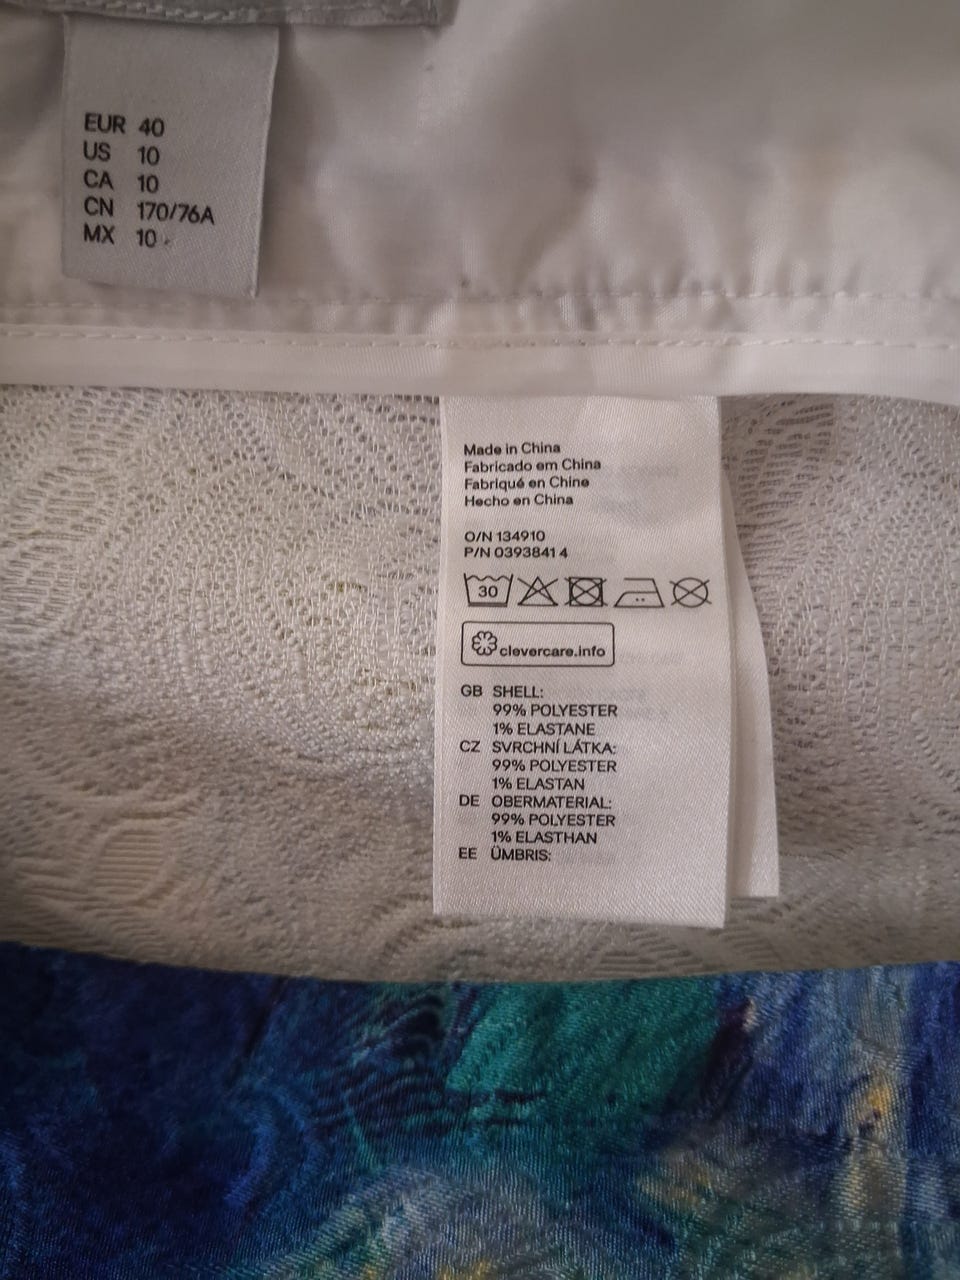 EUR 40
US 10
CA 10
CN 170/76A
MX 10
Made in China
Fabricado em China
Fabriqué en Chine
Hecho en China
O/N 134910
P/N 0393841 4
30
clevercare.info
GB SHELL:
99% POLYESTER
1% ELASTANE
CZ SVRCHNÍ LÁTKA:
99% POLYESTER
1% ELASTAN
DE OBERMATERIAL:
99% POLYESTER
1% ELASTHAN
EE ÜMBRIS: